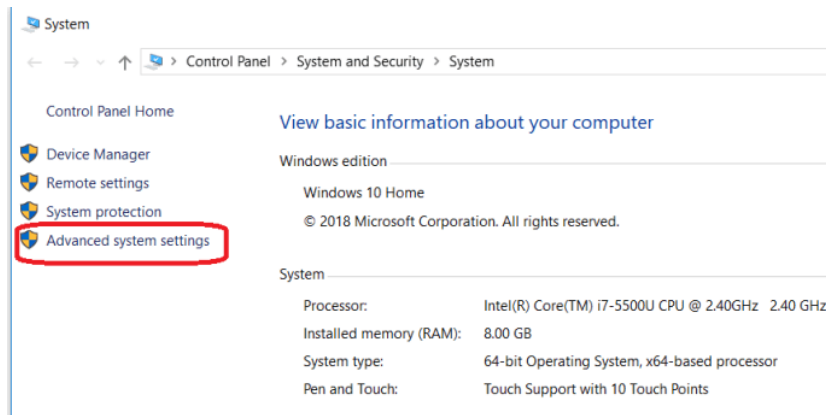 System
Control Panel > System and Security > System
Control Panel Home
Device Manager
Remote settings
System protection
Advanced system settings
View basic information about your computer
Windows edition
Windows 10 Home
© 2018 Microsoft Corporation. All rights reserved.
System
Processor: Intel(R) Core(TM) i7-5500U CPU @ 2.40GHz 2.40 GHz
Installed memory (RAM): 8.00 GB
System type: 64-bit Operating System, x64-based processor
Pen and Touch: Touch Support with 10 Touch Points